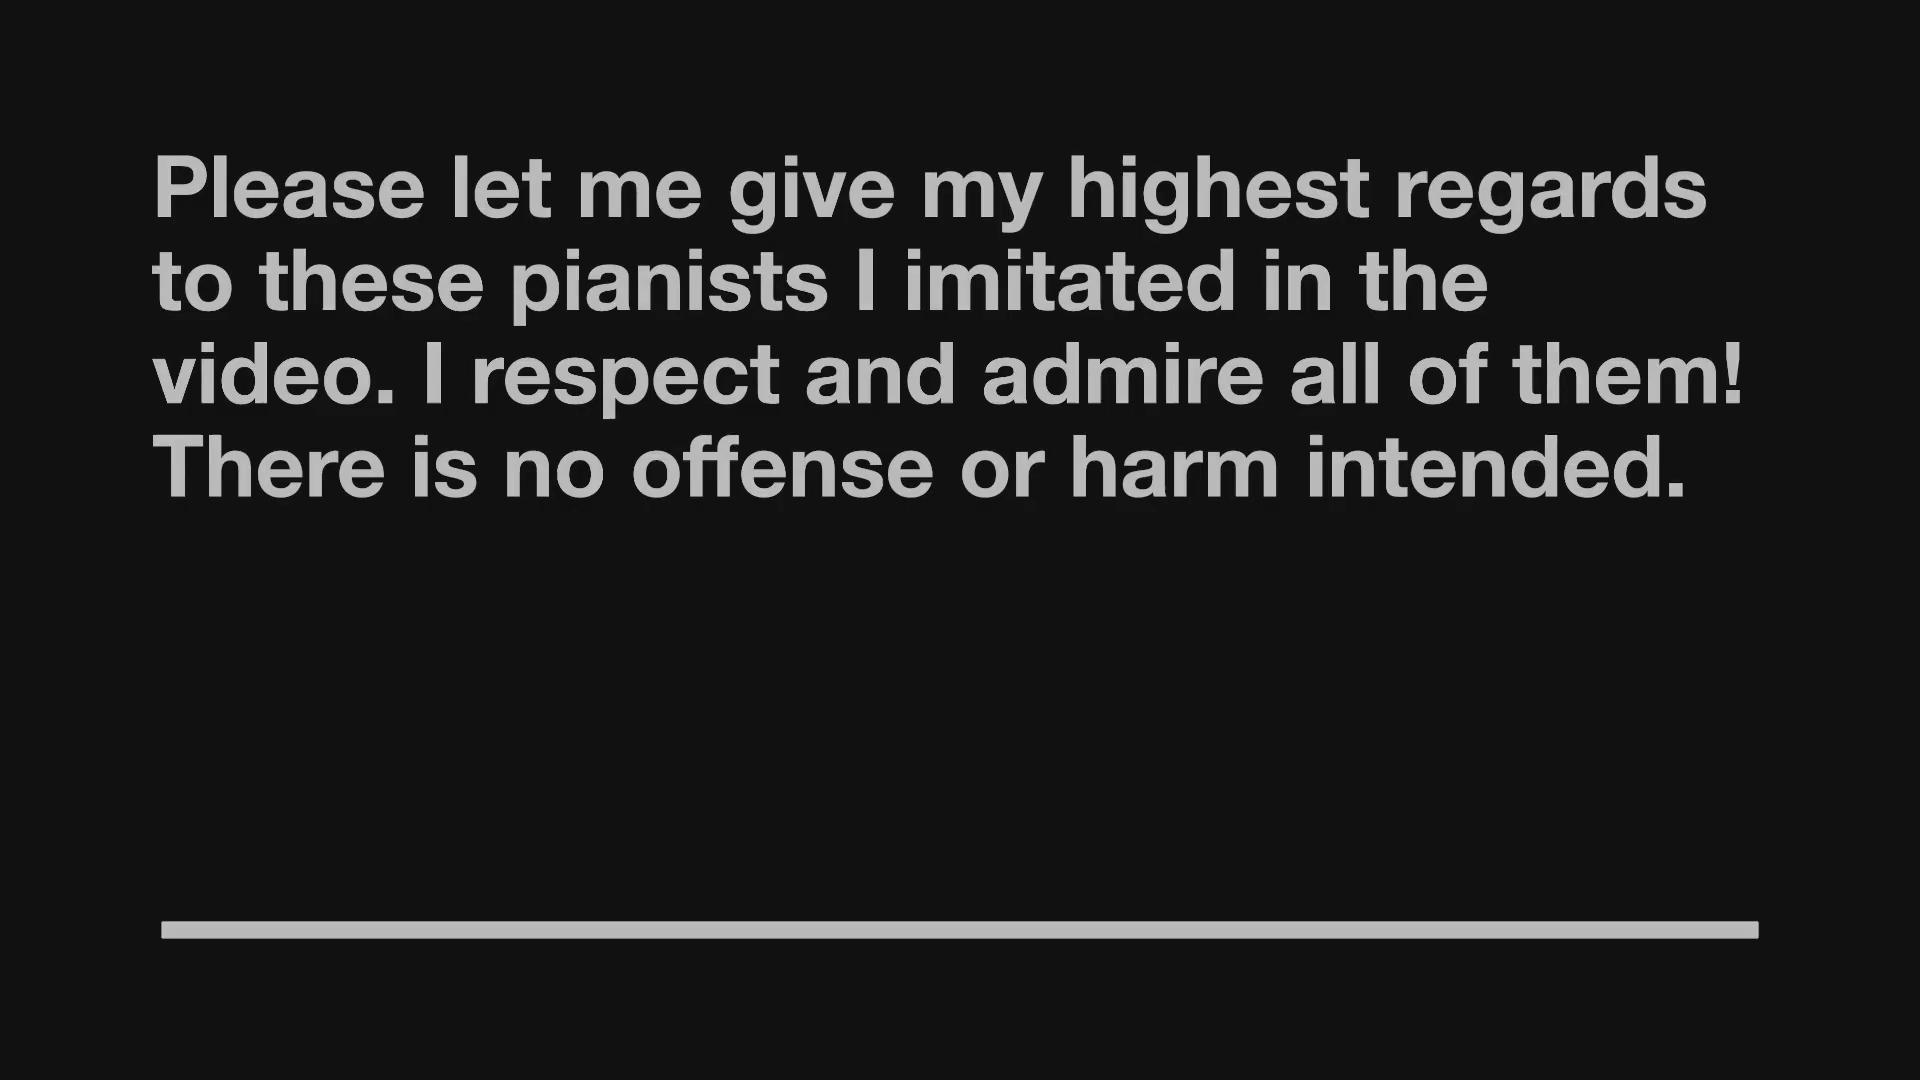 Please let me give my highest regards
to these pianists I imitated in the
video. I respect and admire all of them!
There is no offense or harm intended.